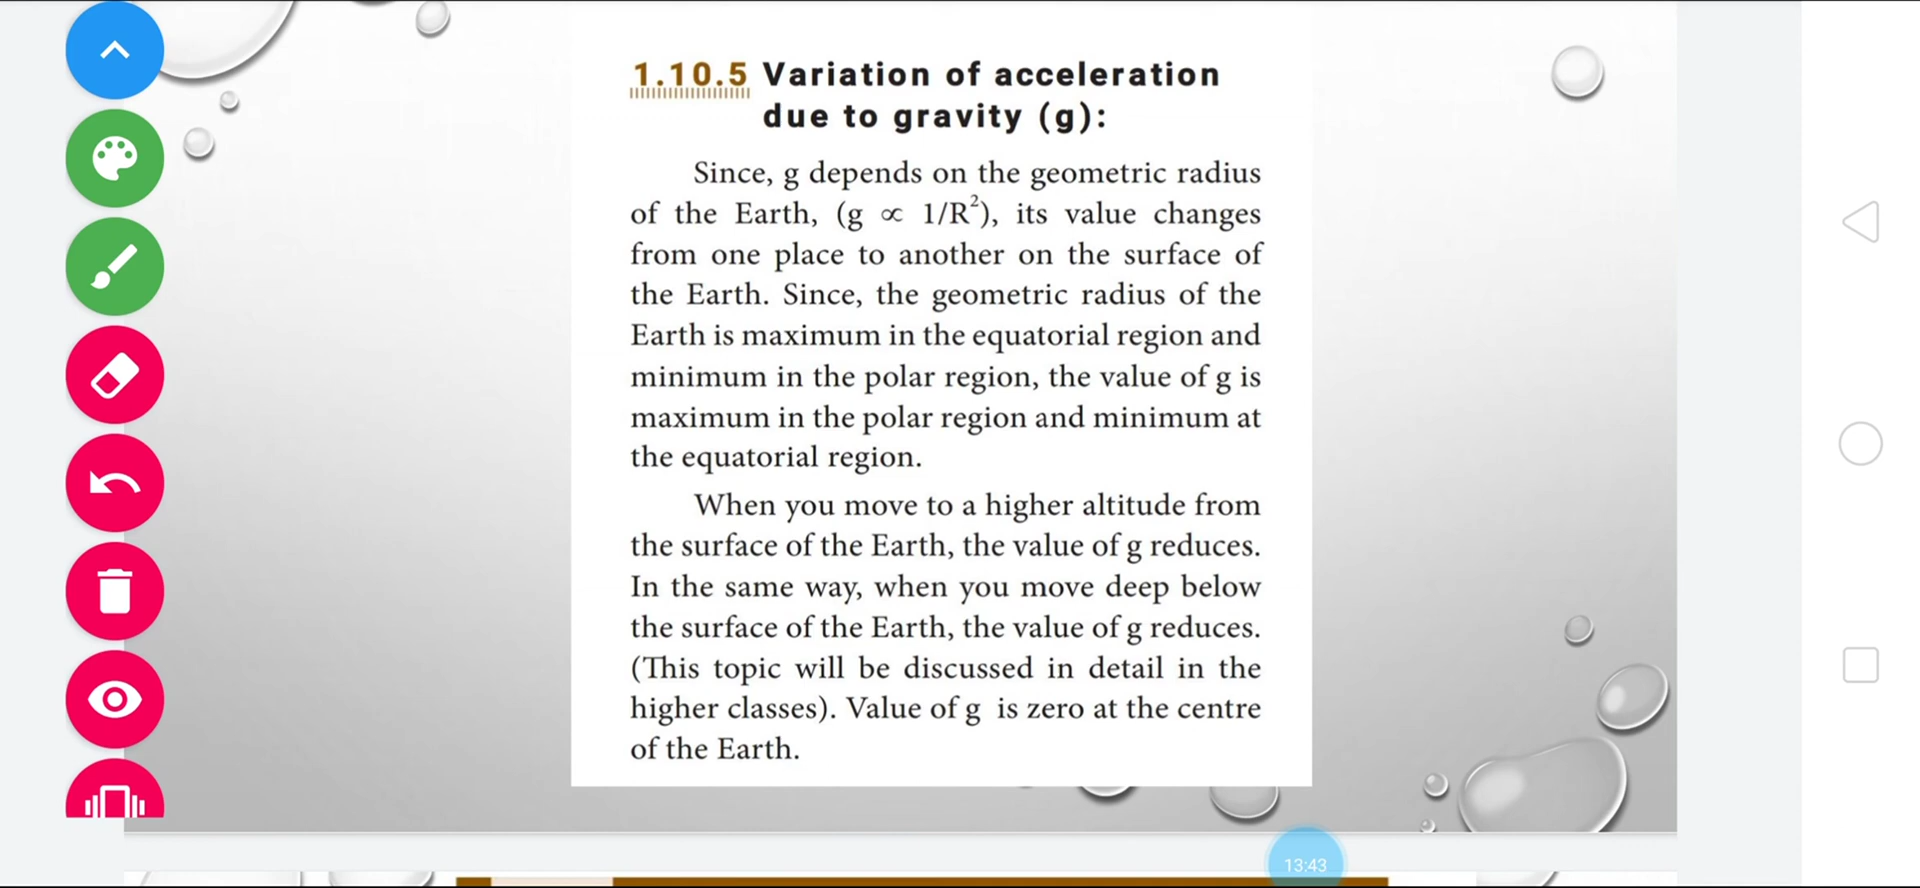 1.10.5 Variation of acceleration
due to gravity (g):
Since, g depends on the geometric radius
of the Earth, (g ∝ 1/R²), its value changes
from one place to another on the surface of
the Earth. Since, the geometric radius of the
Earth is maximum in the equatorial region and
minimum in the polar region, the value of g is
maximum in the polar region and minimum at
the equatorial region.
When you move to a higher altitude from
the surface of the Earth, the value of g reduces.
In the same way, when you move deep below
the surface of the Earth, the value of g reduces.
(This topic will be discussed in detail in the
higher classes). Value of g is zero at the centre
of the Earth.
13:43